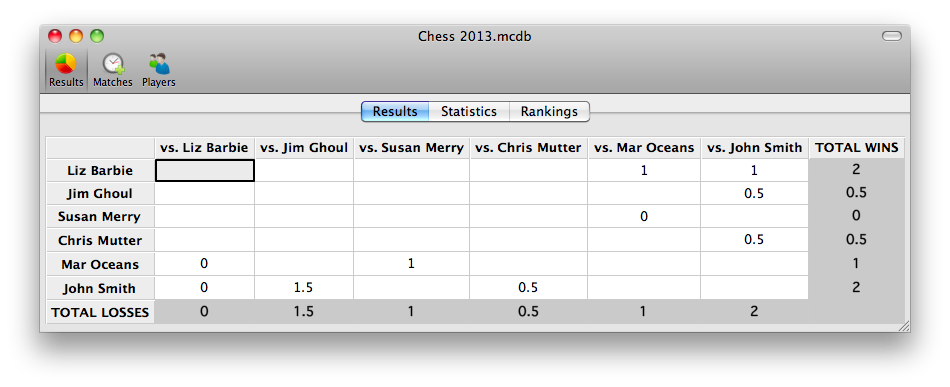 Chess 2013.mcdb
Results Matches Players
Results Statistics Rankings
vs. Liz Barbie vs. Jim Ghoul vs. Susan Merry vs. Chris Mutter vs. Mar Oceans vs. John Smith TOTAL WINS
Liz Barbie 1 1 2
Jim Ghoul 0.5 0.5
Susan Merry 0 0
Chris Mutter 0.5 0.5
Mar Oceans 0 1 1
John Smith 0 1.5 0.5 2
TOTAL LOSSES 0 1.5 1 0.5 1 2